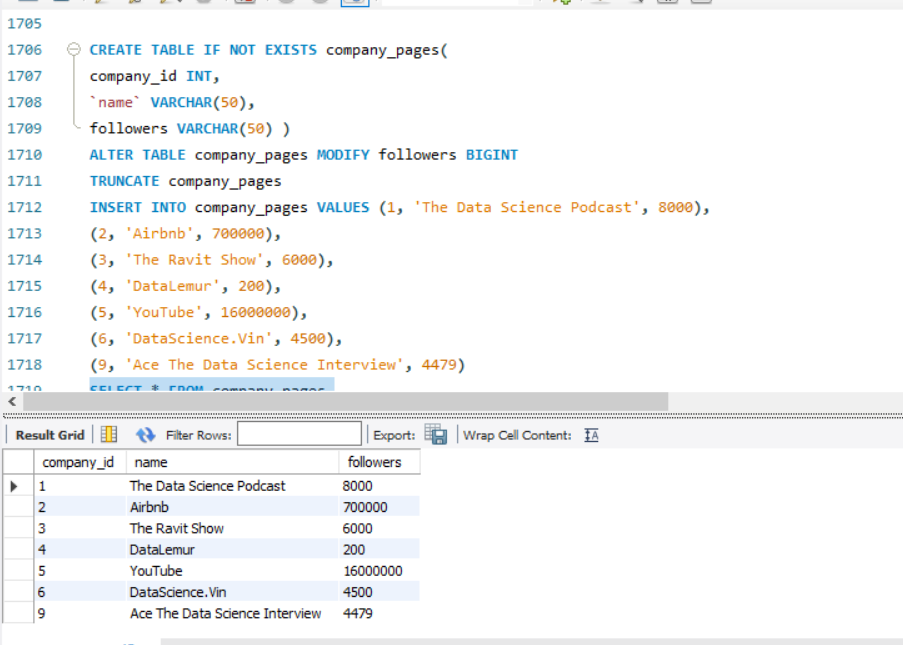 1705
1706 CREATE TABLE IF NOT EXISTS company_pages(
1707 company_id INT,
1708 `name` VARCHAR(50),
1709 followers VARCHAR(50) )
1710 ALTER TABLE company_pages MODIFY followers BIGINT
1711 TRUNCATE company_pages
1712 INSERT INTO company_pages VALUES (1, 'The Data Science Podcast', 8000),
1713 (2, 'Airbnb', 700000),
1714 (3, 'The Ravit Show', 6000),
1715 (4, 'DataLemur', 200),
1716 (5, 'YouTube', 16000000),
1717 (6, 'DataScience.Vin', 4500),
1718 (9, 'Ace The Data Science Interview', 4479)
1719 SELECT * FROM company_pages
Result Grid Filter Rows: Export: Wrap Cell Content:
company_id name followers
1 The Data Science Podcast 8000
2 Airbnb 700000
3 The Ravit Show 6000
4 DataLemur 200
5 YouTube 16000000
6 DataScience.Vin 4500
9 Ace The Data Science Interview 4479